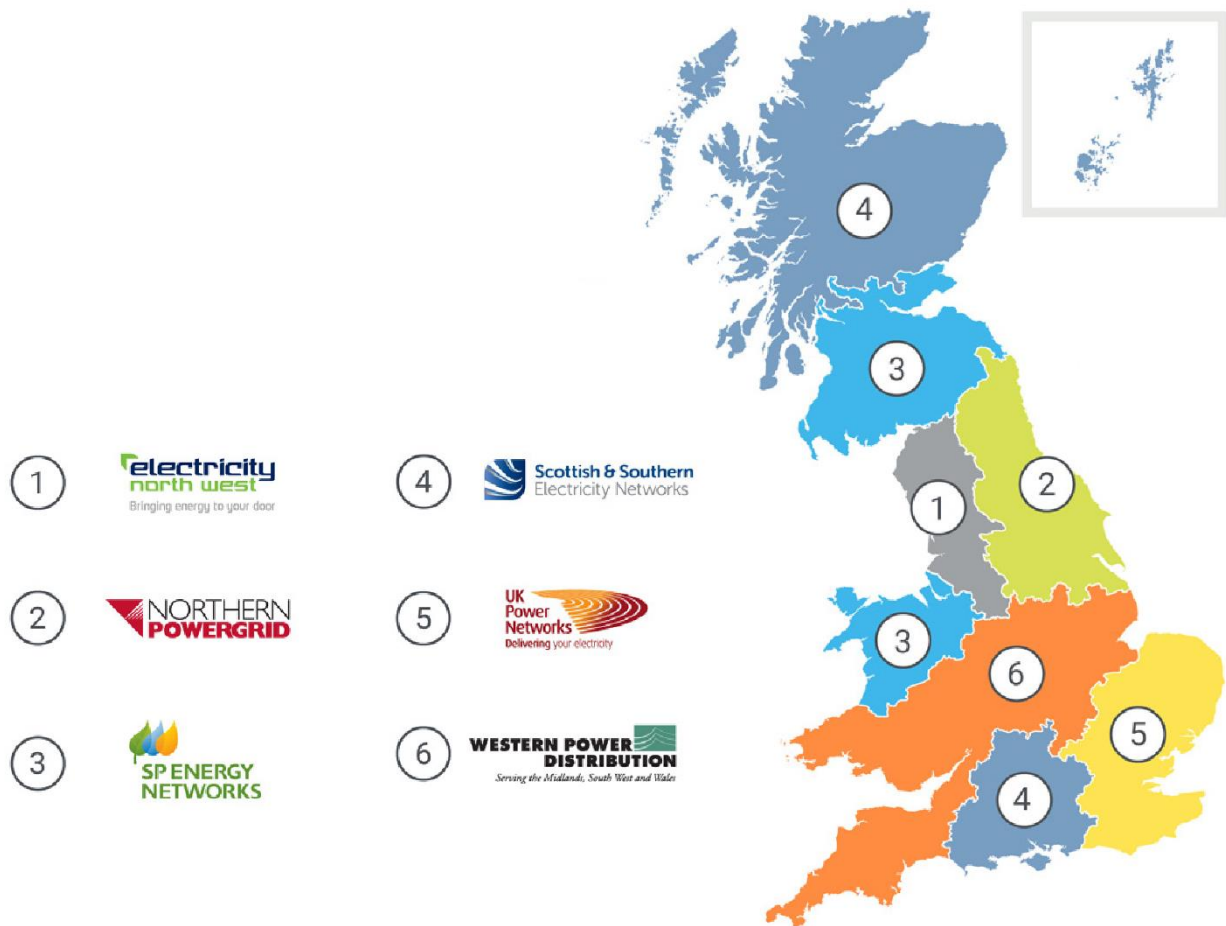 1
electricity
north west
Bringing energy to your door
2
NORTHERN
POWERGRID
3
SP ENERGY
NETWORKS
4
Scottish & Southern
Electricity Networks
5
UK
Power
Networks
Delivering your electricity
6
WESTERN POWER
DISTRIBUTION
Serving the Midlands, South West and Wales
4
3
2
1
3
6
5
4